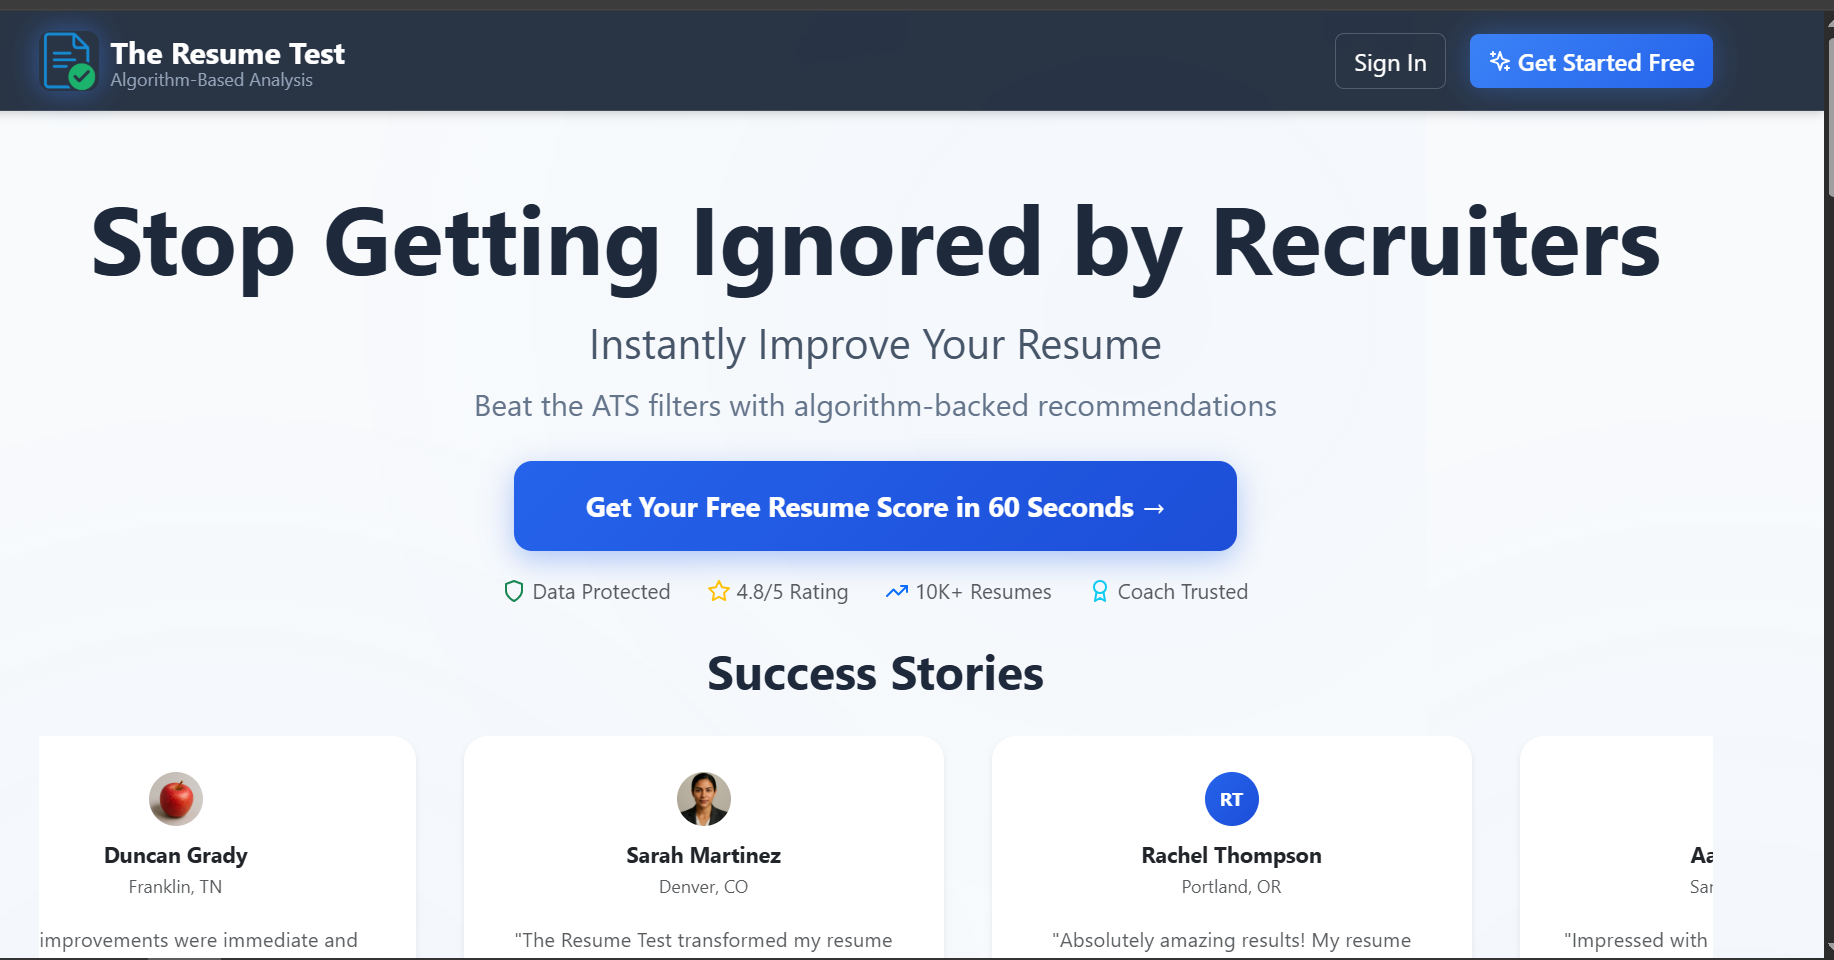 The Resume Test
Algorithm-Based Analysis
Sign In
Get Started Free
Stop Getting Ignored by Recruiters
Instantly Improve Your Resume
Beat the ATS filters with algorithm-backed recommendations
Get Your Free Resume Score in 60 Seconds →
Data Protected
4.8/5 Rating
10K+ Resumes
Coach Trusted
Success Stories
Duncan Grady
Franklin, TN
improvements were immediate and
Sarah Martinez
Denver, CO
"The Resume Test transformed my resume
RT
Rachel Thompson
Portland, OR
"Absolutely amazing results! My resume
"Impressed with